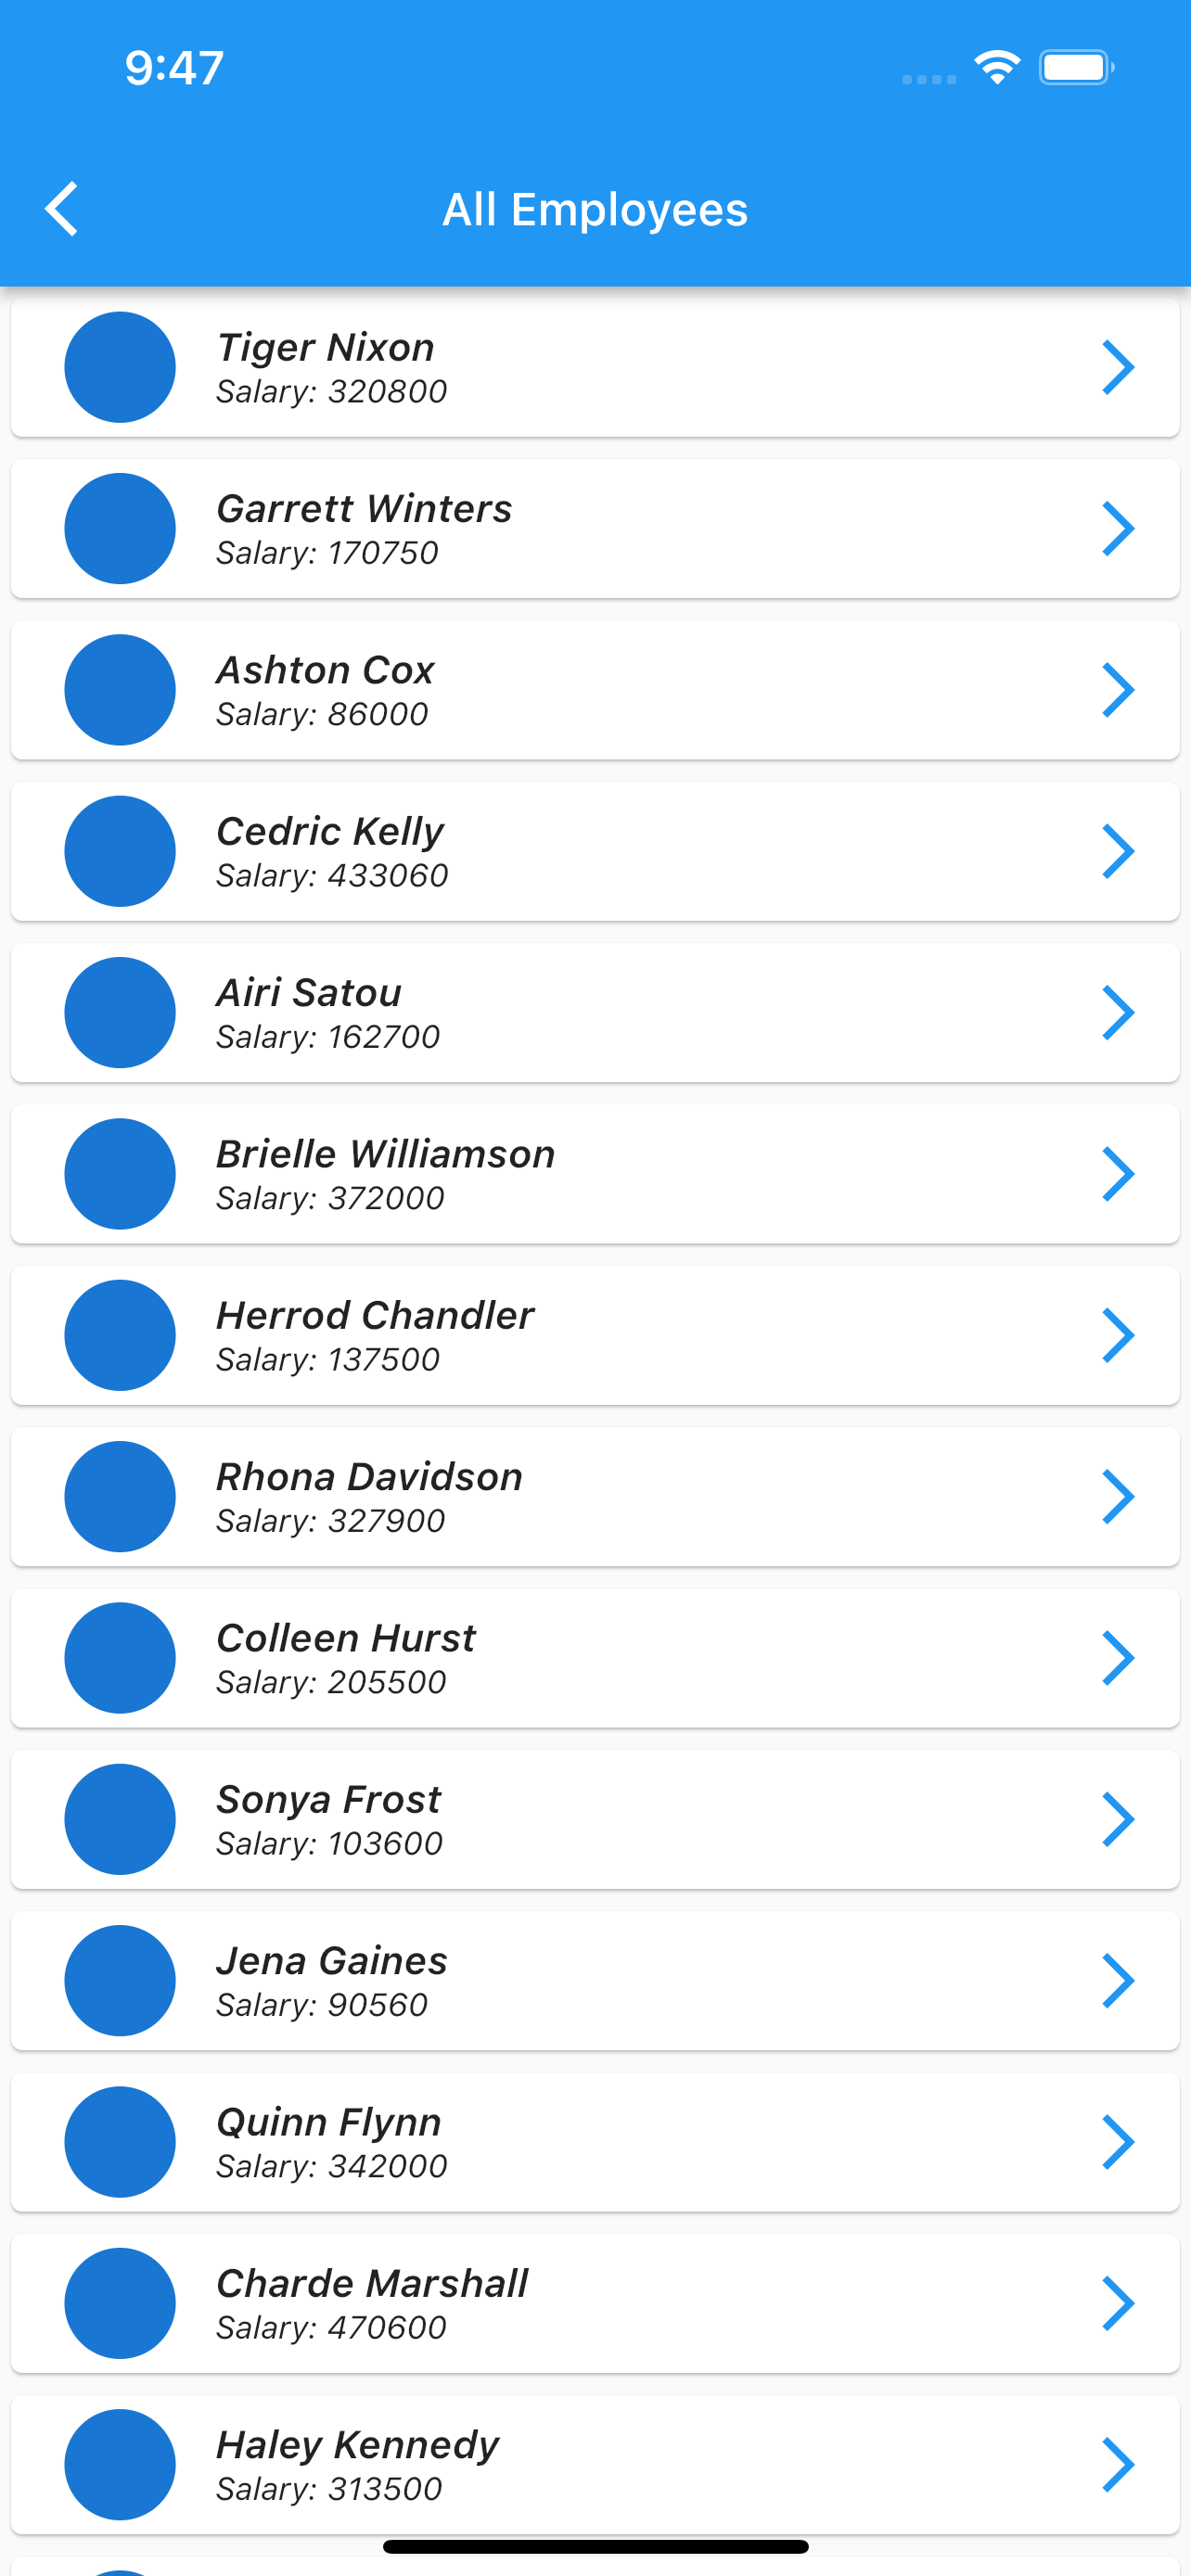 9:47
All Employees
Tiger Nixon
Salary: 320800
Garrett Winters
Salary: 170750
Ashton Cox
Salary: 86000
Cedric Kelly
Salary: 433060
Airi Satou
Salary: 162700
Brielle Williamson
Salary: 372000
Herrod Chandler
Salary: 137500
Rhona Davidson
Salary: 327900
Colleen Hurst
Salary: 205500
Sonya Frost
Salary: 103600
Jena Gaines
Salary: 90560
Quinn Flynn
Salary: 342000
Charde Marshall
Salary: 470600
Haley Kennedy
Salary: 313500